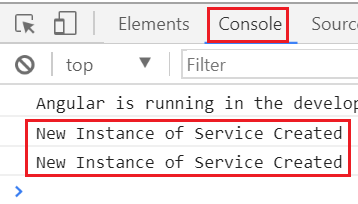 Elements Console Sourc
top Filter
Angular is running in the develop
New Instance of Service Created
New Instance of Service Created